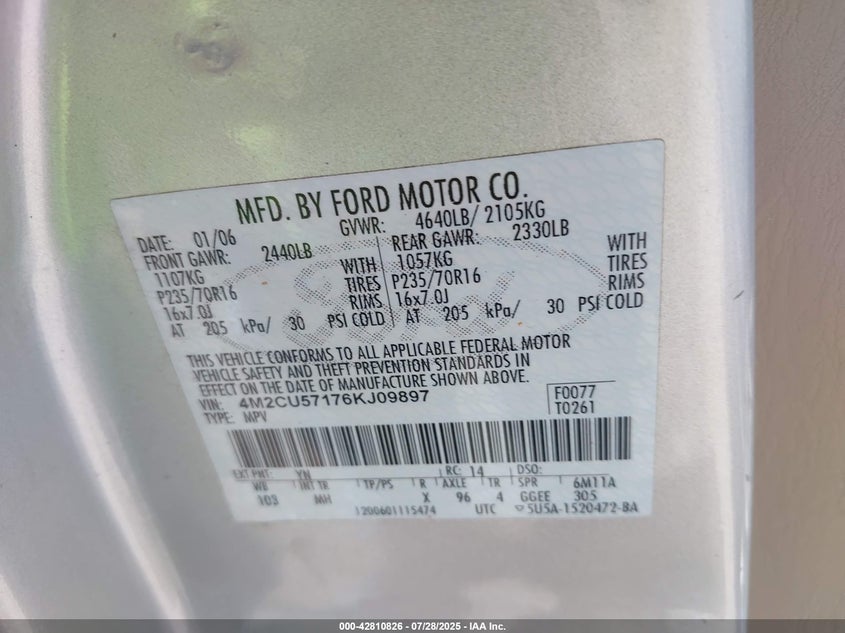 MFD. BY FORD MOTOR CO.
DATE: 01/06 GVWR: 4640LB/ 2105KG
FRONT GAWR: 2440LB REAR GAWR: 2330LB
1107KG WITH 1057KG WITH
P235/70R16 TIRES P235/70R16 TIRES
16x7.0J RIMS 16x7.0J RIMS
AT 205 kPa/ 30 PSI COLD AT 205 kPa/ 30 PSI COLD
THIS VEHICLE CONFORMS TO ALL APPLICABLE FEDERAL MOTOR
VEHICLE SAFETY AND THEFT PREVENTION STANDARDS IN
EFFECT ON THE DATE OF MANUFACTURE SHOWN ABOVE.
VIN: 4M2CU57176KJ09897 F0077
TYPE: MPV T0261
EXT PNT: YN RC: 14 DSO:
WB INT TR TP/PS R AXLE TR SPR 6M11A
103 MH X 96 4 GGEE 305
1200601115474 UTC 5U5A-1520472-BA
000-42810826 | 07/28/2025 | IAA Inc.